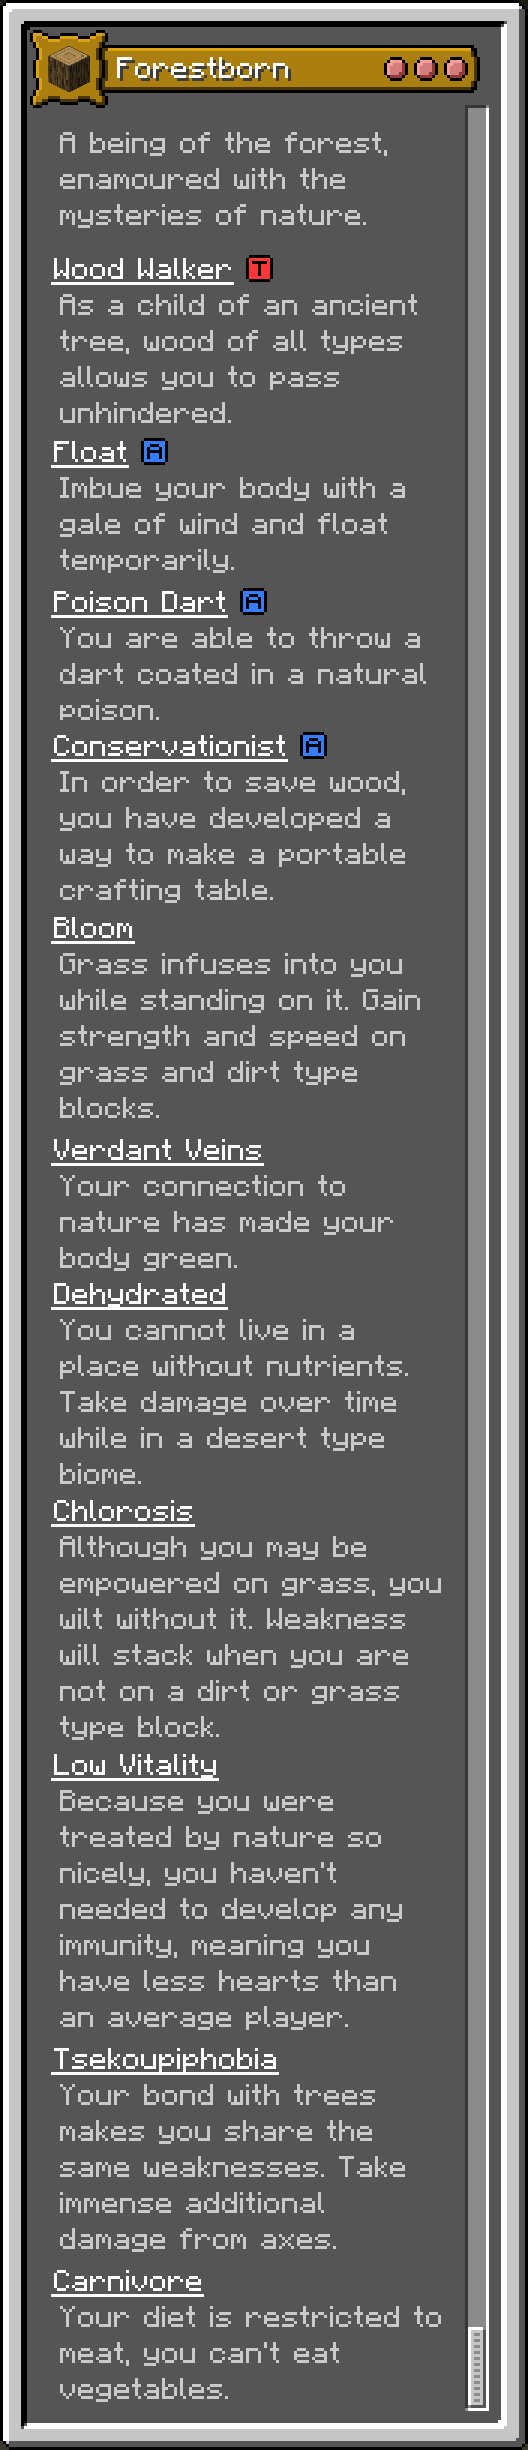 Forestborn
A being of the forest,
enamoured with the
mysteries of nature.
Wood Walker T
As a child of an ancient
tree, wood of all types
allows you to pass
unhindered.
Float A
Imbue your body with a
gale of wind and float
temporarily.
Poison Dart A
You are able to throw a
dart coated in a natural
poison.
Conservationist A
In order to save wood,
you have developed a
way to make a portable
crafting table.
Bloom
Grass infuses into you
while standing on it. Gain
strength and speed on
grass and dirt type
blocks.
Verdant Veins
Your connection to
nature has made your
body green.
Dehydrated
You cannot live in a
place without nutrients.
Take damage over time
while in a desert type
biome.
Chlorosis
Although you may be
empowered on grass, you
wilt without it. Weakness
will stack when you are
not on a dirt or grass
type block.
Low Vitality
Because you were
treated by nature so
nicely, you haven't
needed to develop any
immunity, meaning you
have less hearts than
an average player.
Tsekoupiphobia
Your bond with trees
makes you share the
same weaknesses. Take
immense additional
damage from axes.
Carnivore
Your diet is restricted to
meat, you can't eat
vegetables.